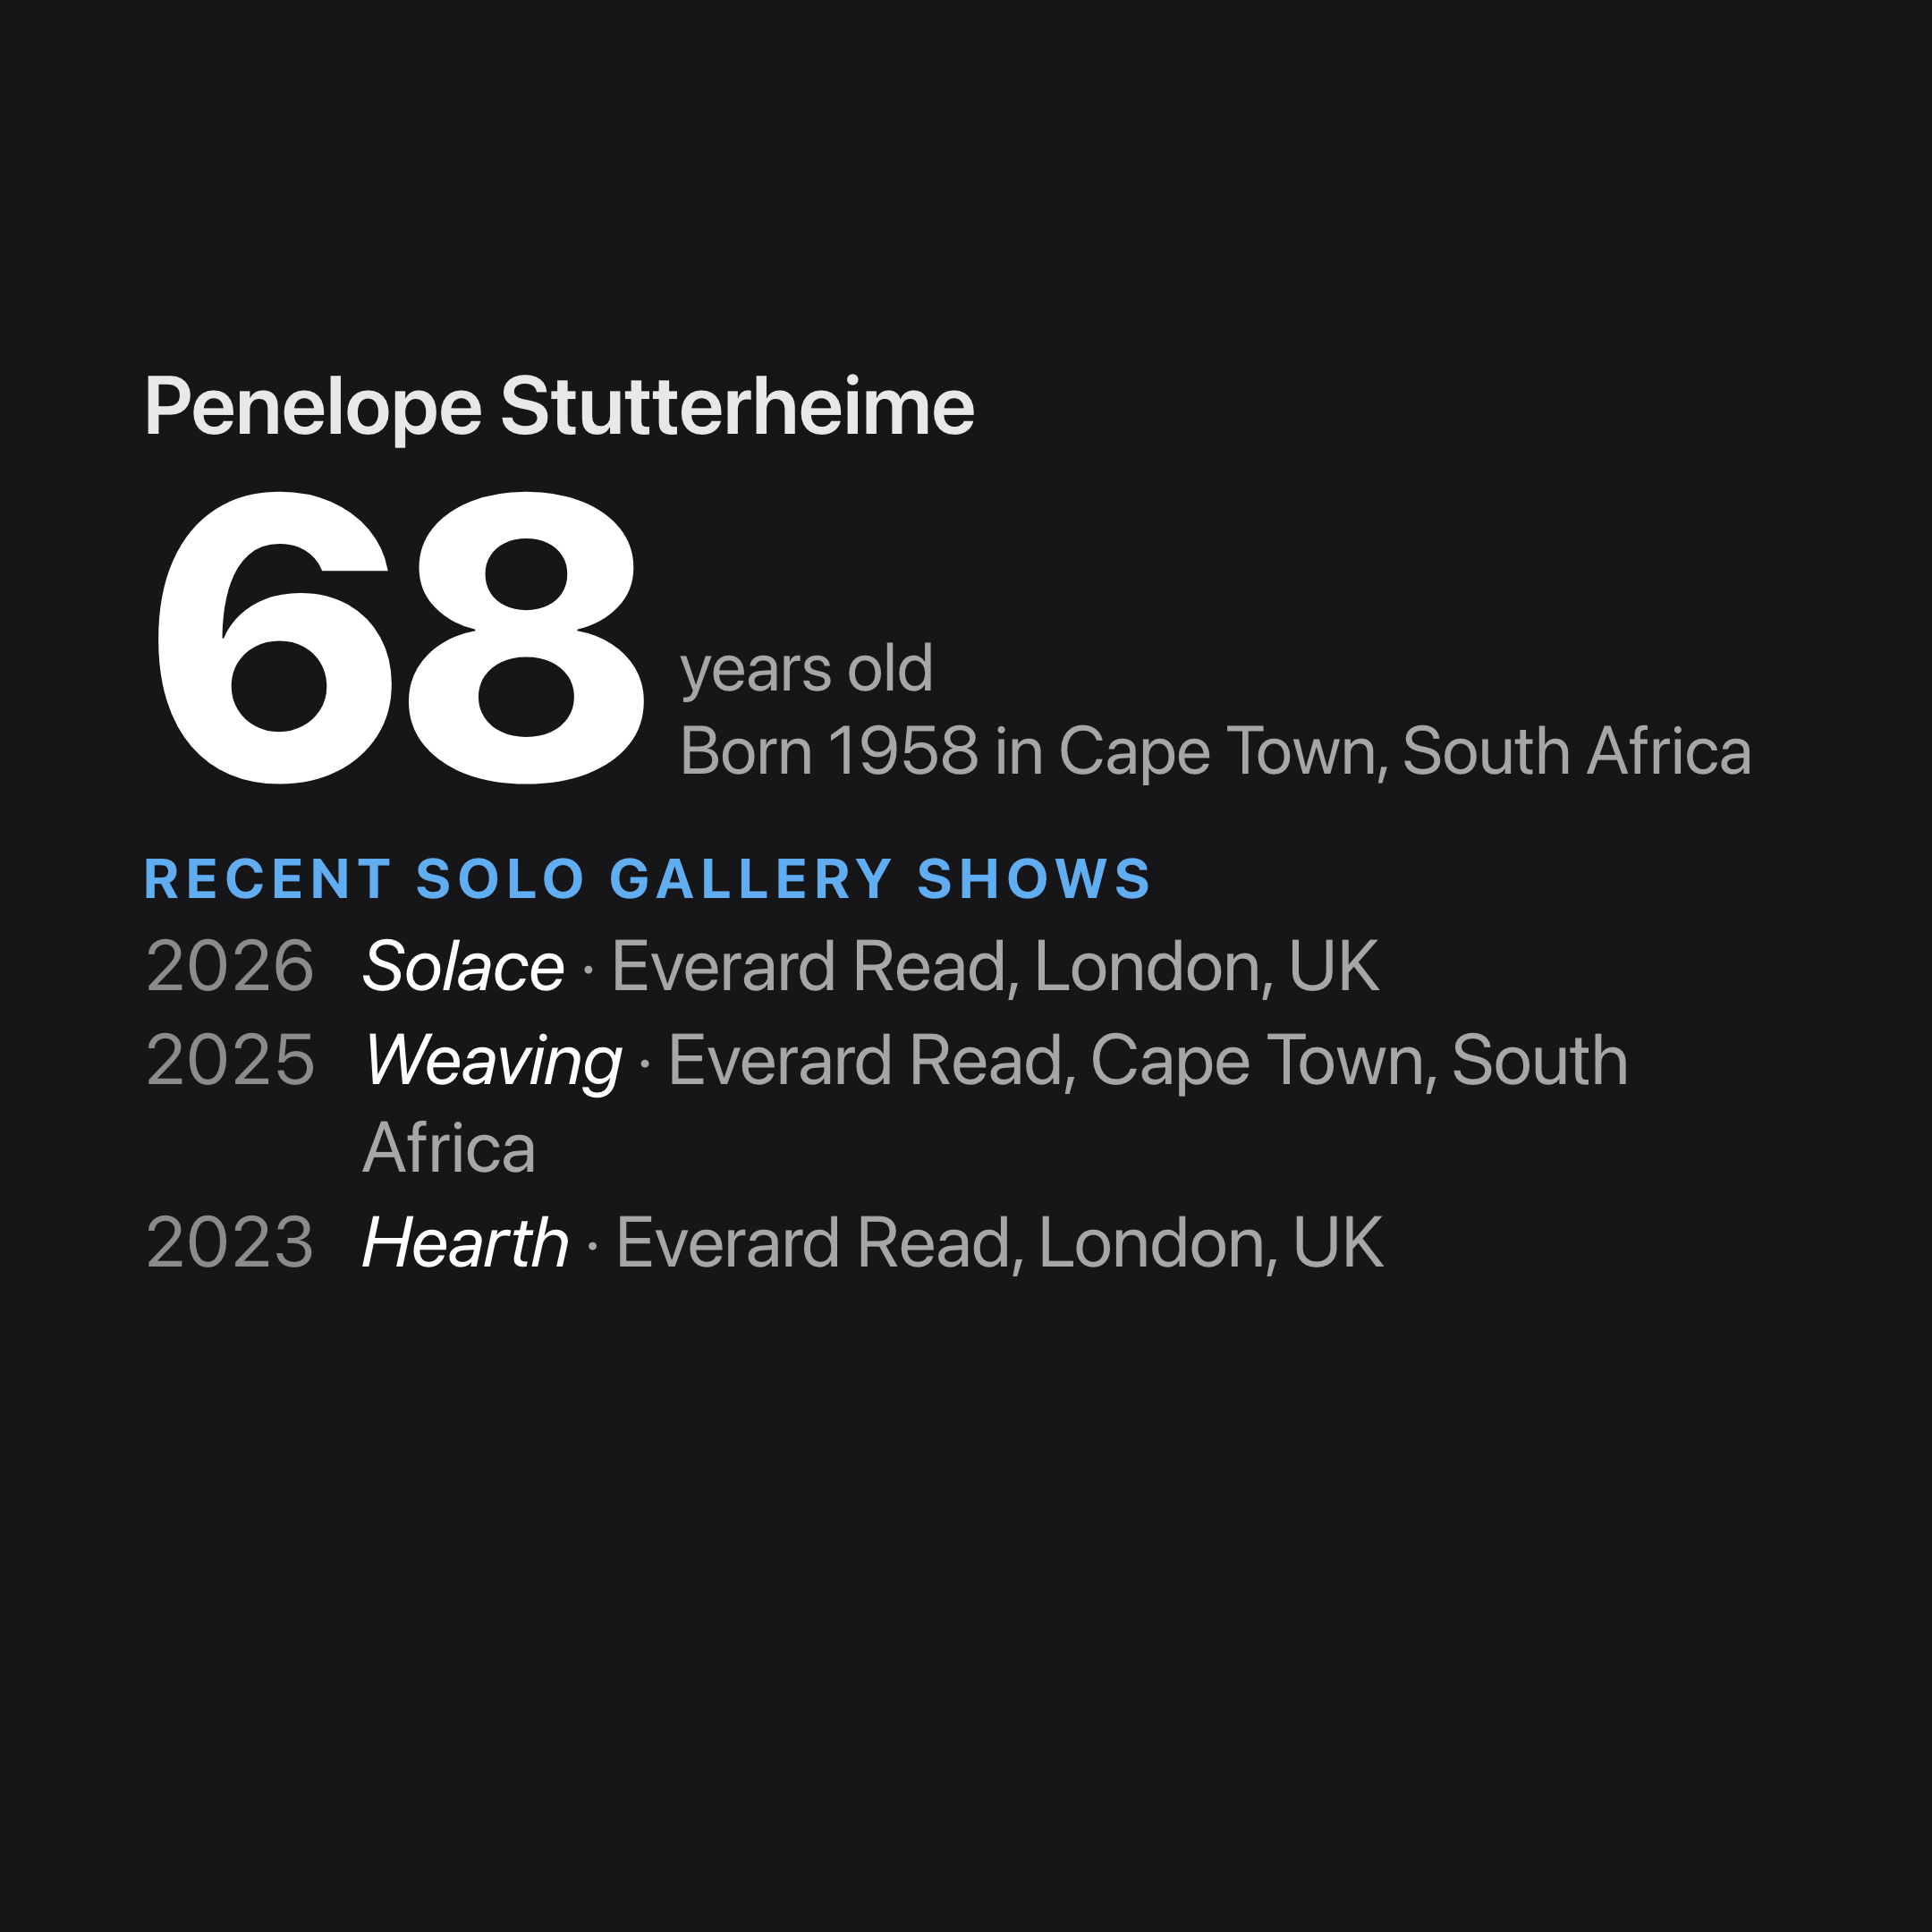 Penelope Stutterheime
68
years old
Born 1958 in Cape Town, South Africa
RECENT SOLO GALLERY SHOWS
2026 Solace · Everard Read, London, UK
2025 Weaving · Everard Read, Cape Town, South
Africa
2023 Hearth · Everard Read, London, UK